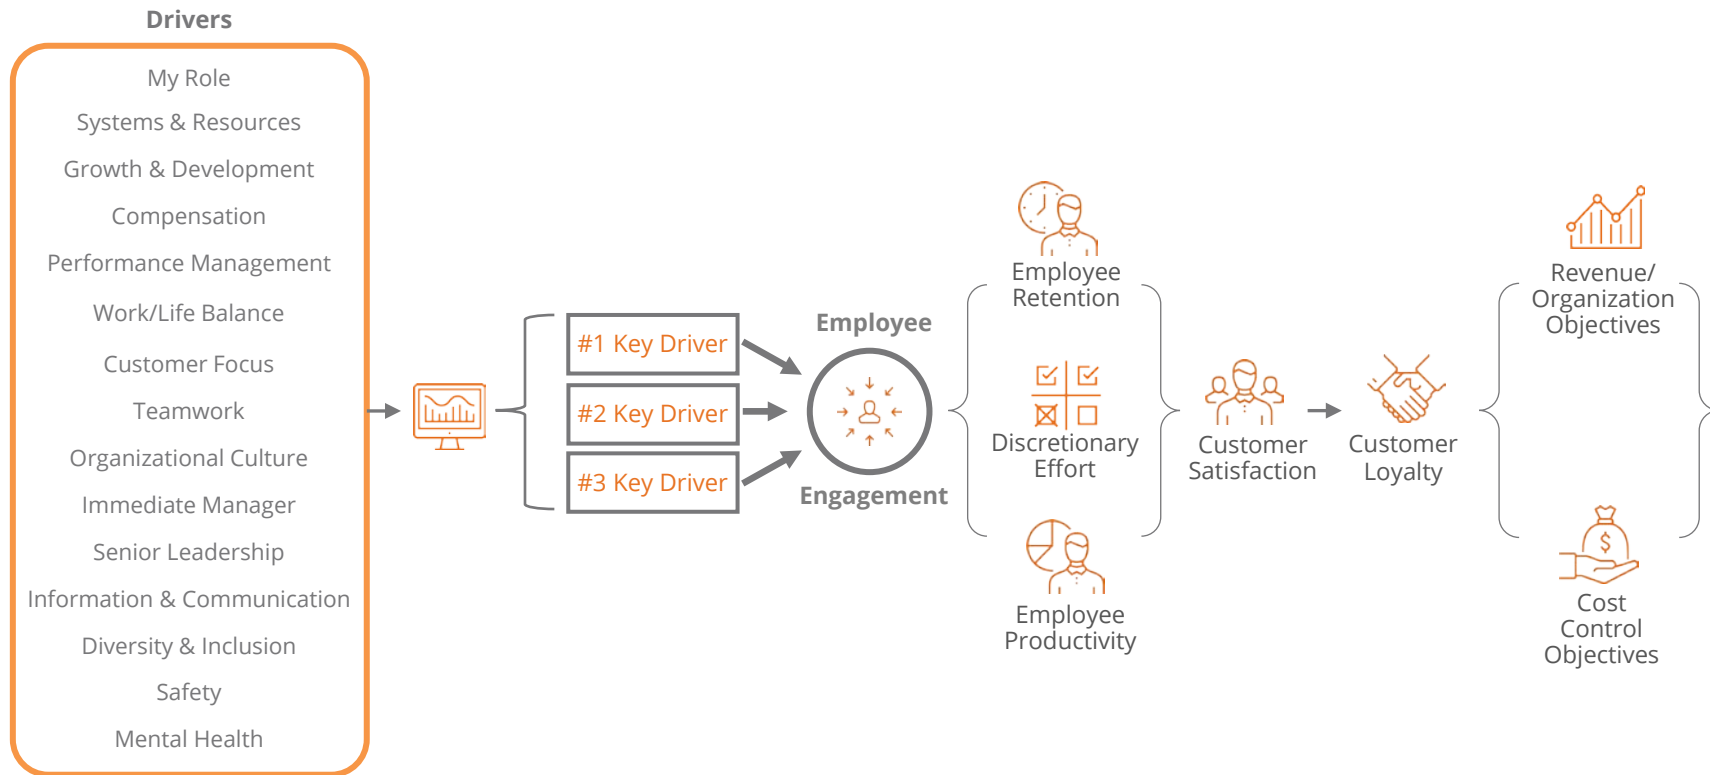 Drivers
My Role
Systems & Resources
Growth & Development
Compensation
Performance Management
Work/Life Balance
Customer Focus
Teamwork
Organizational Culture
Immediate Manager
Senior Leadership
Information & Communication
Diversity & Inclusion
Safety
Mental Health
#1 Key Driver
#2 Key Driver
#3 Key Driver
Employee
Engagement
Employee
Retention
Discretionary
Effort
Employee
Productivity
Customer
Satisfaction
Customer
Loyalty
Revenue/
Organization
Objectives
$
Cost
Control
Objectives